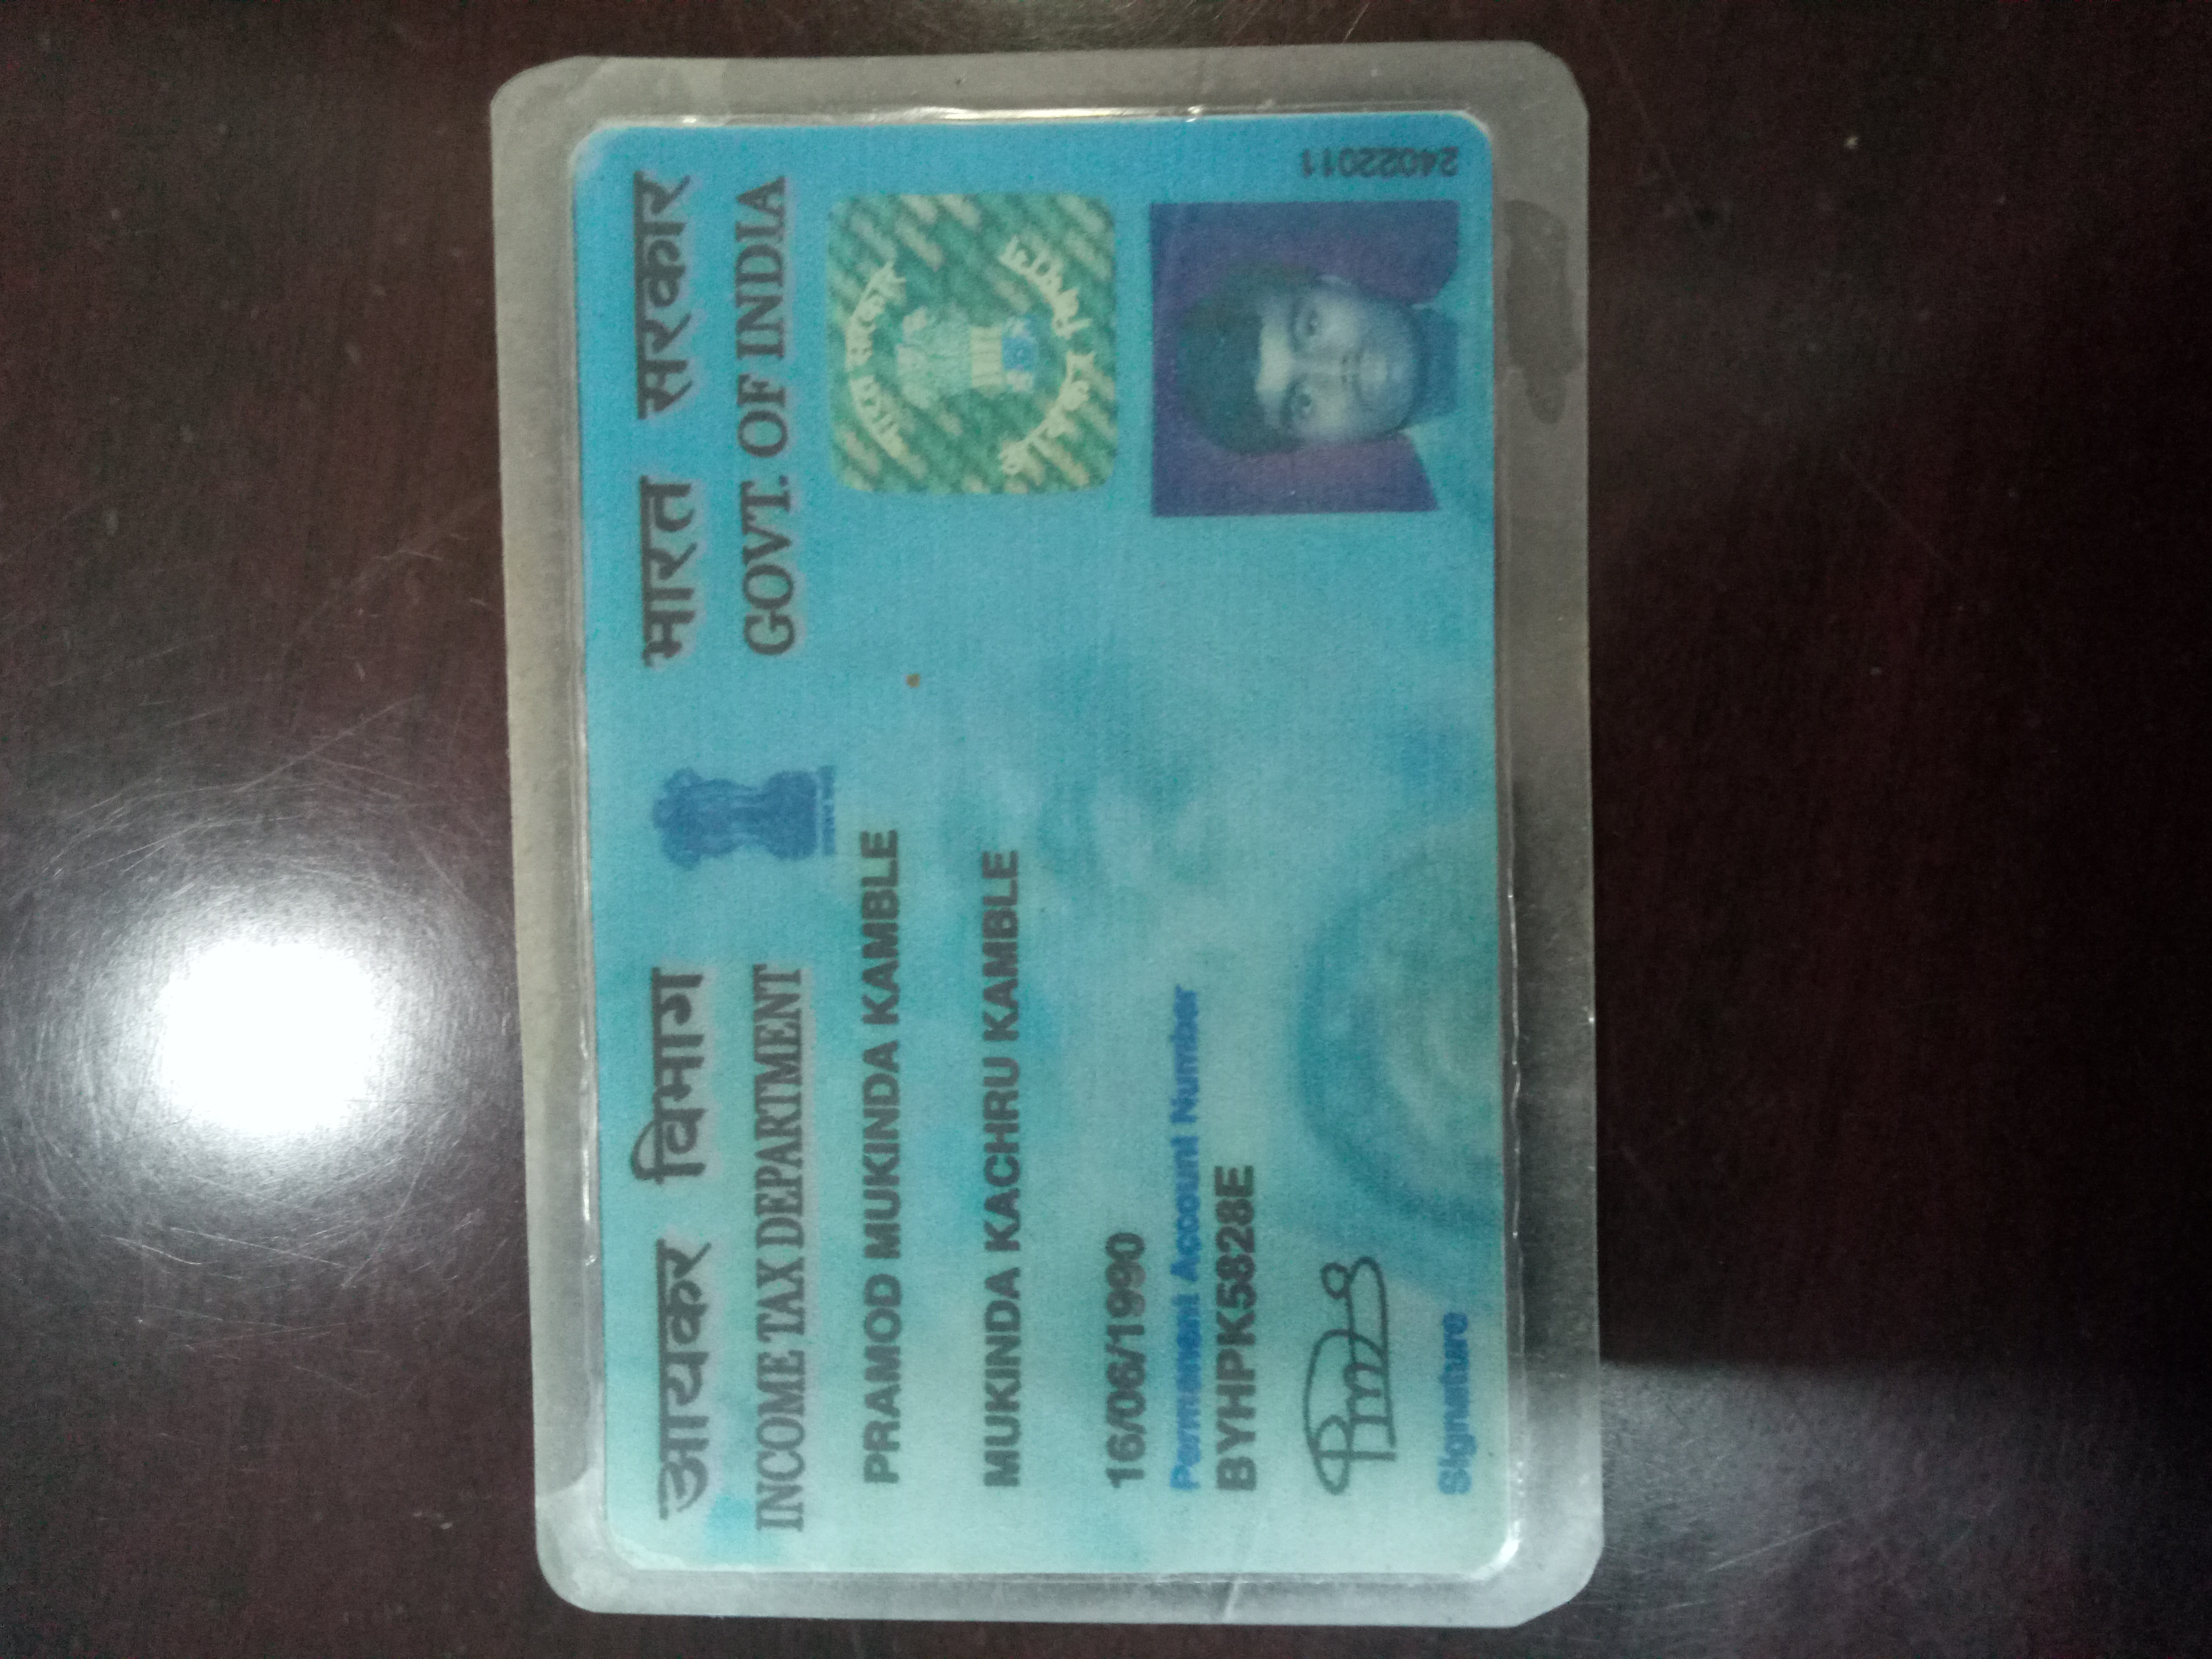 आयकर विभाग
INCOME TAX DEPARTMENT
भारत सरकार
GOVT. OF INDIA
PRAMOD MUKINDA KAMBLE
MUKINDA KACHRU KAMBLE
16/06/1990
Permanent Account Number
BYHPK5828E
Signature
24022011